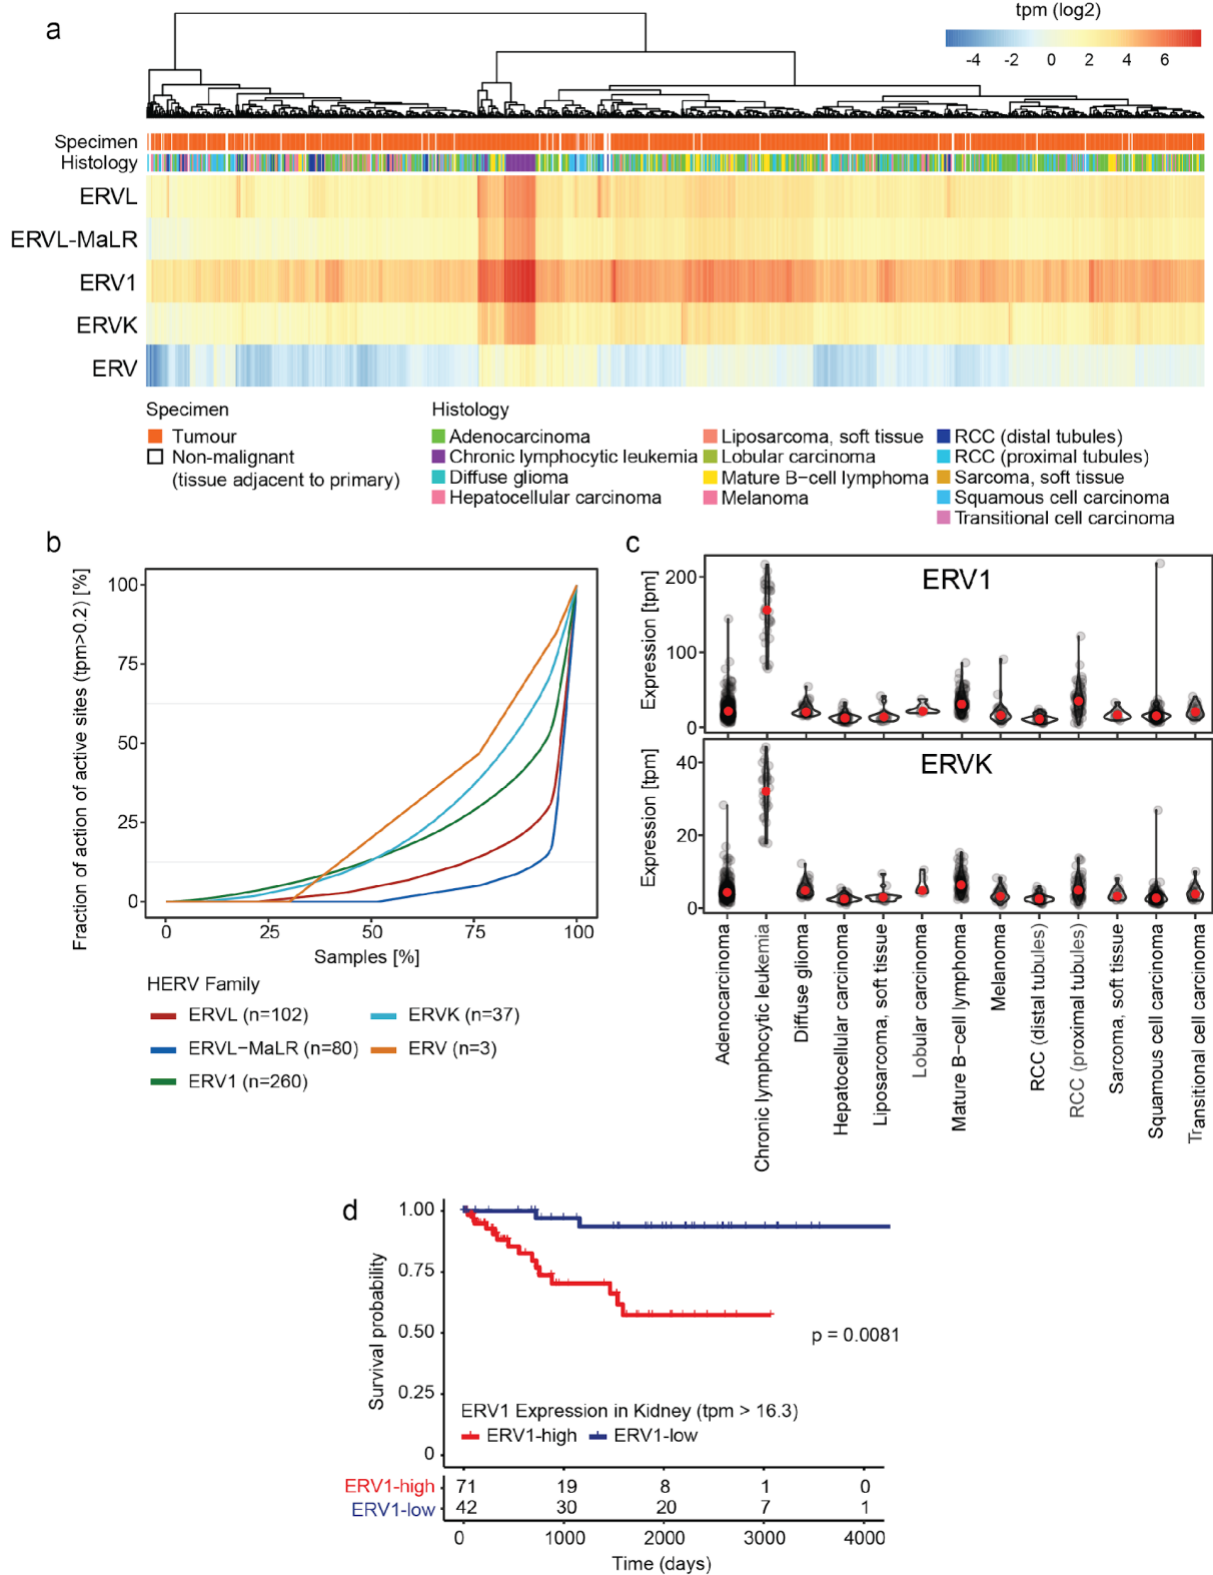 a
tpm (log2)
-4 -2 0 2 4 6
Specimen
Histology
ERVL
ERVL-MaLR
ERV1
ERVK
ERV
Specimen
Tumour
Non-malignant
(tissue adjacent to primary)
Histology
Adenocarcinoma
Chronic lymphocytic leukemia
Diffuse glioma
Hepatocellular carcinoma
Liposarcoma, soft tissue
Lobular carcinoma
Mature B-cell lymphoma
Melanoma
RCC (distal tubules)
RCC (proximal tubules)
Sarcoma, soft tissue
Squamous cell carcinoma
Transitional cell carcinoma
b
Fraction of action of active sites (tpm>0.2) [%]
100
75
50
25
0
0 25 50 75 100
Samples [%]
HERV Family
ERVL (n=102)
ERVL-MaLR (n=80)
ERV1 (n=260)
ERVK (n=37)
ERV (n=3)
c
ERV1
Expression [tpm]
200
100
0
ERVK
Expression [tpm]
40
20
0
Adenocarcinoma
Chronic lymphocytic leukemia
Diffuse glioma
Hepatocellular carcinoma
Liposarcoma, soft tissue
Lobular carcinoma
Mature B-cell lymphoma
Melanoma
RCC (distal tubules)
RCC (proximal tubules)
Sarcoma, soft tissue
Squamous cell carcinoma
Transitional cell carcinoma
d
Survival probability
1.00
0.75
0.50
0.25
0
p = 0.0081
ERV1 Expression in Kidney (tpm > 16.3)
ERV1-high ERV1-low
ERV1-high 71 19 8 1 0
ERV1-low 42 30 20 7 1
0 1000 2000 3000 4000
Time (days)